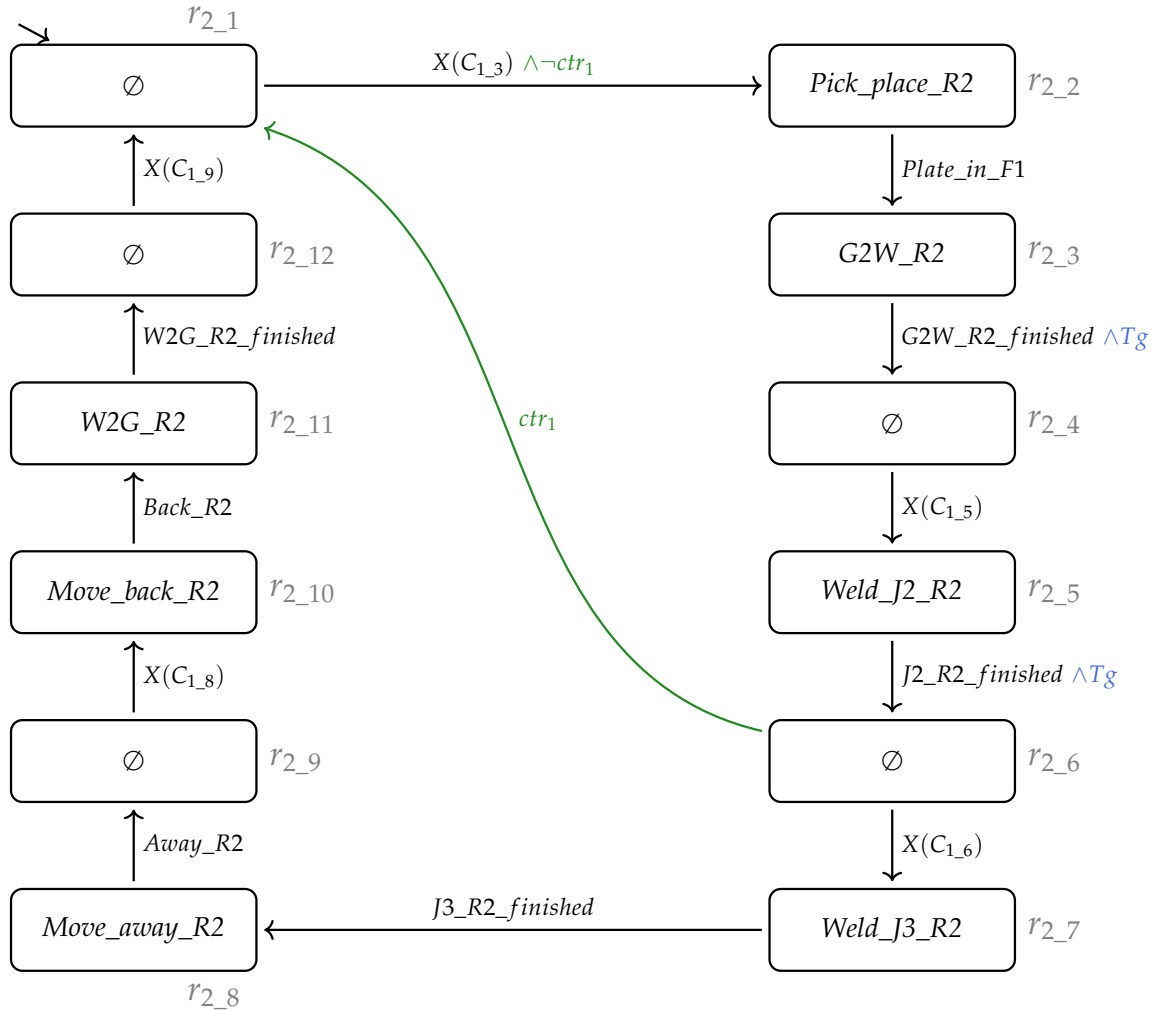 r2_1
X(C1_3) ∧¬ctr1
∅
Pick_place_R2
r2_2
X(C1_9)
Plate_in_F1
∅
r2_12
G2W_R2
r2_3
W2G_R2_finished
G2W_R2_finished ∧Tg
W2G_R2
r2_11
ctr1
∅
r2_4
Back_R2
X(C1_5)
Move_back_R2
r2_10
Weld_J2_R2
r2_5
X(C1_8)
J2_R2_finished ∧Tg
∅
r2_9
∅
r2_6
Away_R2
X(C1_6)
Move_away_R2
J3_R2_finished
Weld_J3_R2
r2_7
r2_8